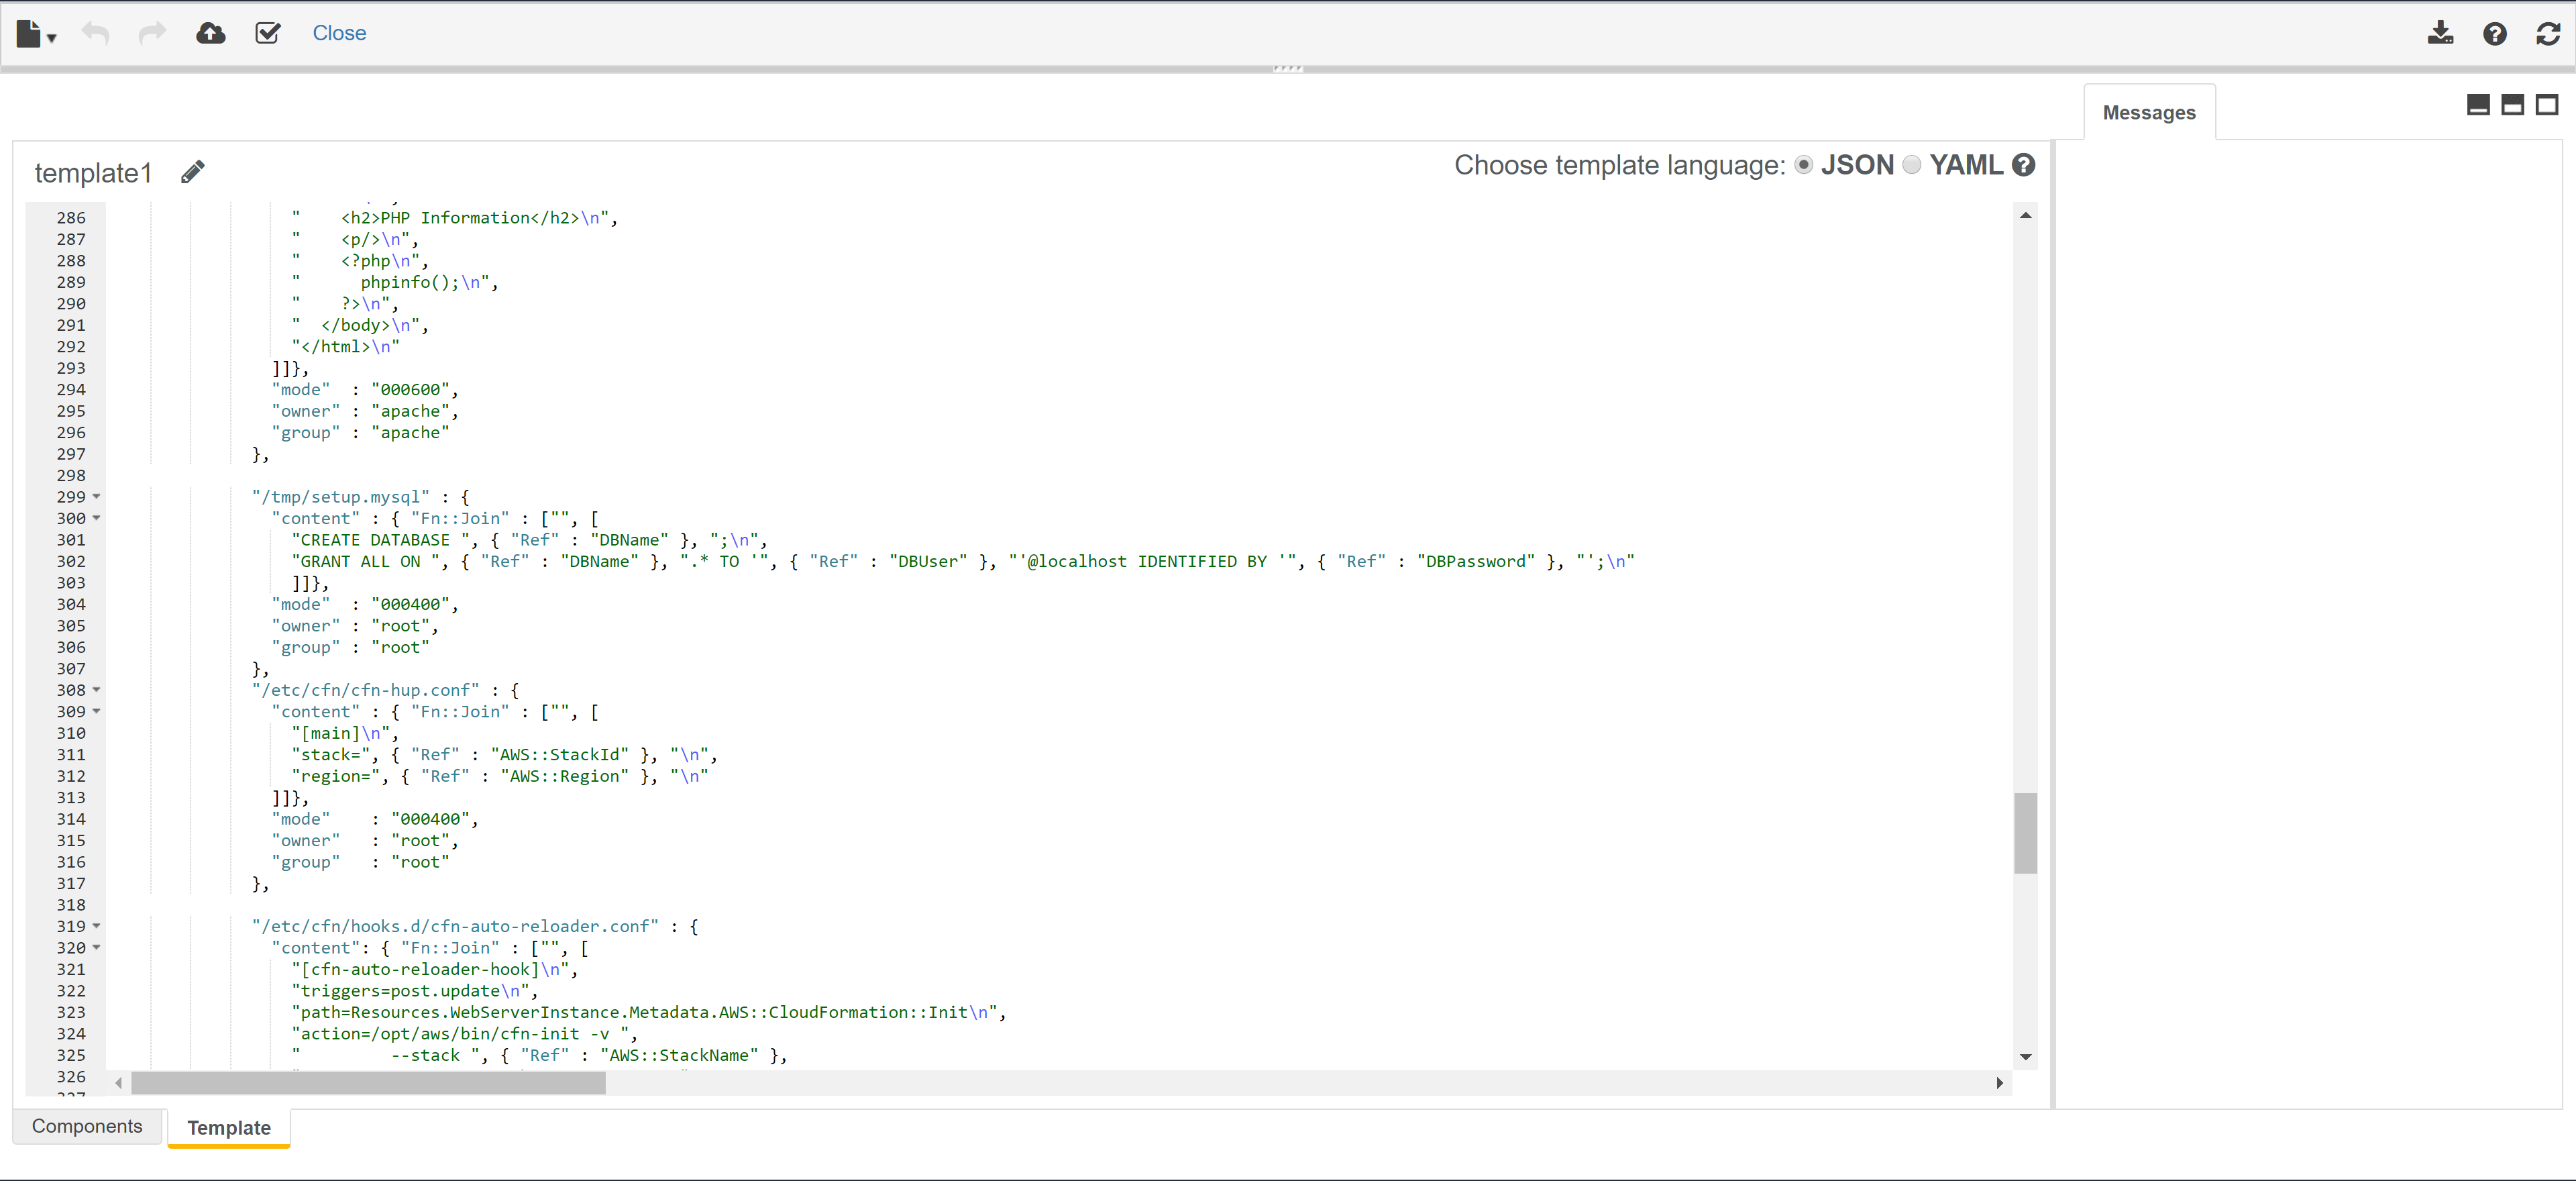 Close
Messages
template1
Choose template language: JSON YAML
286 "    <h2>PHP Information</h2>\n",
287 "    <p/>\n",
288 "    <?php\n",
289 "      phpinfo();\n",
290 "    ?>\n",
291 "  </body>\n",
292 "</html>\n"
293 ]]},
294 "mode"  : "000600",
295 "owner" : "apache",
296 "group" : "apache"
297 },
298
299 "/tmp/setup.mysql" : {
300 "content" : { "Fn::Join" : ["", [
301 "CREATE DATABASE ", { "Ref" : "DBName" }, ";\n",
302 "GRANT ALL ON ", { "Ref" : "DBName" }, ".* TO '", { "Ref" : "DBUser" }, "'@localhost IDENTIFIED BY '", { "Ref" : "DBPassword" }, "';\n"
303 ]]},
304 "mode"  : "000400",
305 "owner" : "root",
306 "group" : "root"
307 },
308 "/etc/cfn/cfn-hup.conf" : {
309 "content" : { "Fn::Join" : ["", [
310 "[main]\n",
311 "stack=", { "Ref" : "AWS::StackId" }, "\n",
312 "region=", { "Ref" : "AWS::Region" }, "\n"
313 ]]},
314 "mode"    : "000400",
315 "owner"   : "root",
316 "group"   : "root"
317 },
318
319 "/etc/cfn/hooks.d/cfn-auto-reloader.conf" : {
320 "content": { "Fn::Join" : ["", [
321 "[cfn-auto-reloader-hook]\n",
322 "triggers=post.update\n",
323 "path=Resources.WebServerInstance.Metadata.AWS::CloudFormation::Init\n",
324 "action=/opt/aws/bin/cfn-init -v ",
325 "         --stack ", { "Ref" : "AWS::StackName" },
326
Components
Template